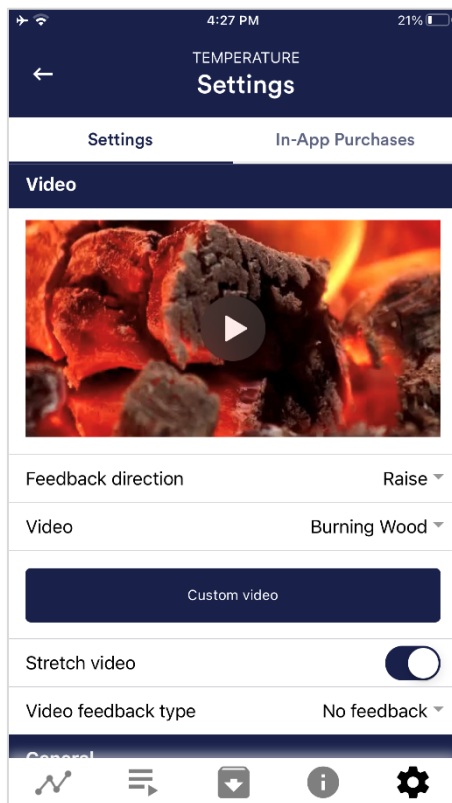 4:27 PM 21%
TEMPERATURE
Settings
Settings In-App Purchases
Video
Feedback direction Raise
Video Burning Wood
Custom video
Stretch video
Video feedback type No feedback
General